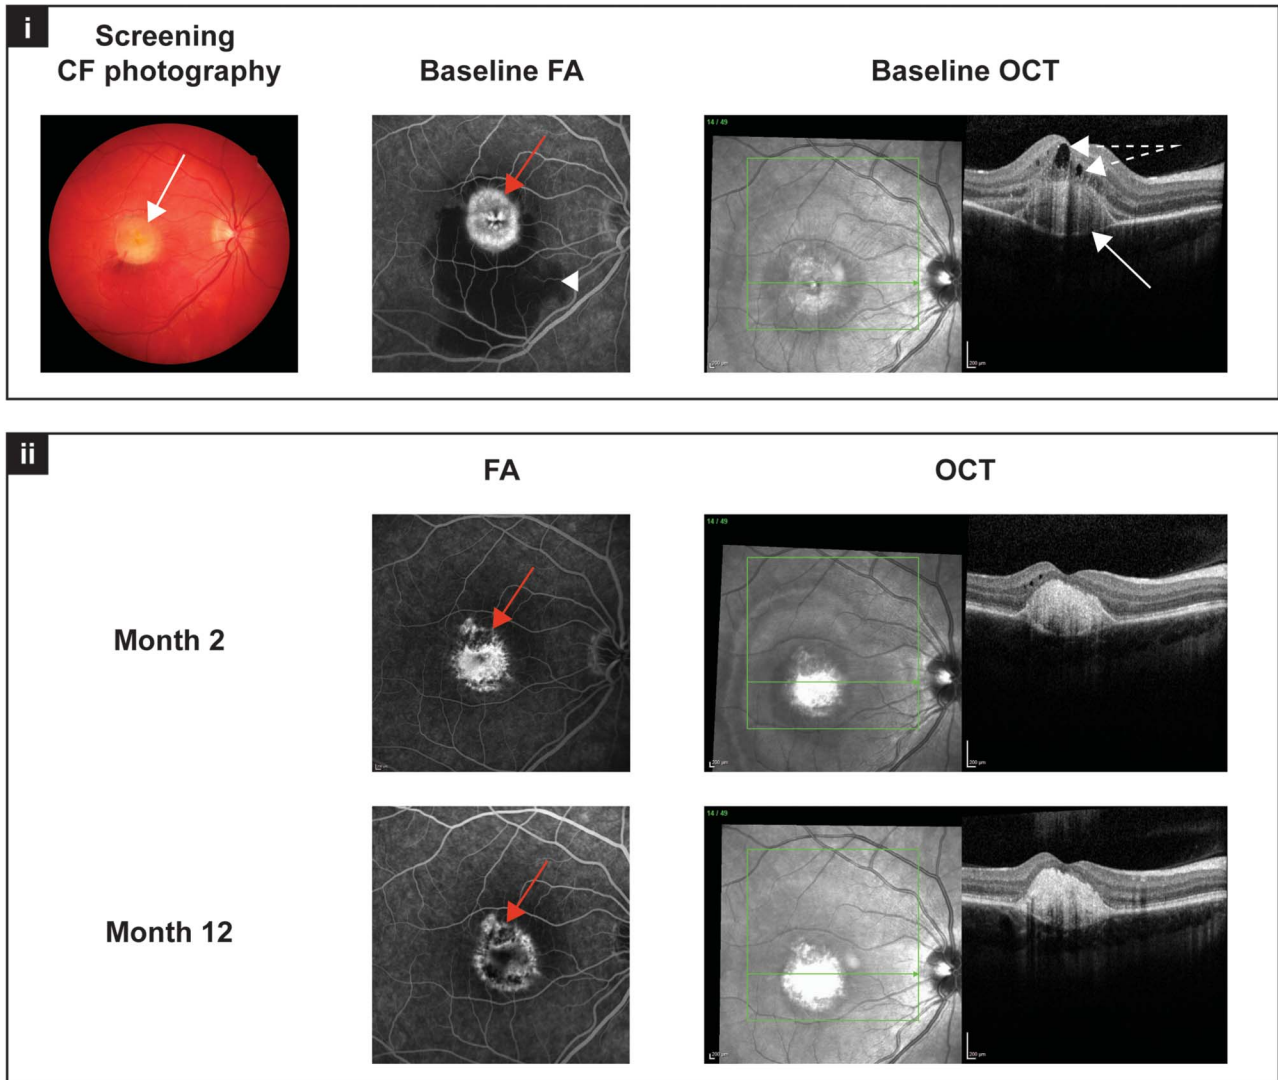 i
Screening
CF photography
Baseline FA
Baseline OCT
14 / 49
200 µm
200 µm
ii
FA
OCT
Month 2
14 / 49
200 µm
200 µm
Month 12
14 / 49
200 µm
200 µm